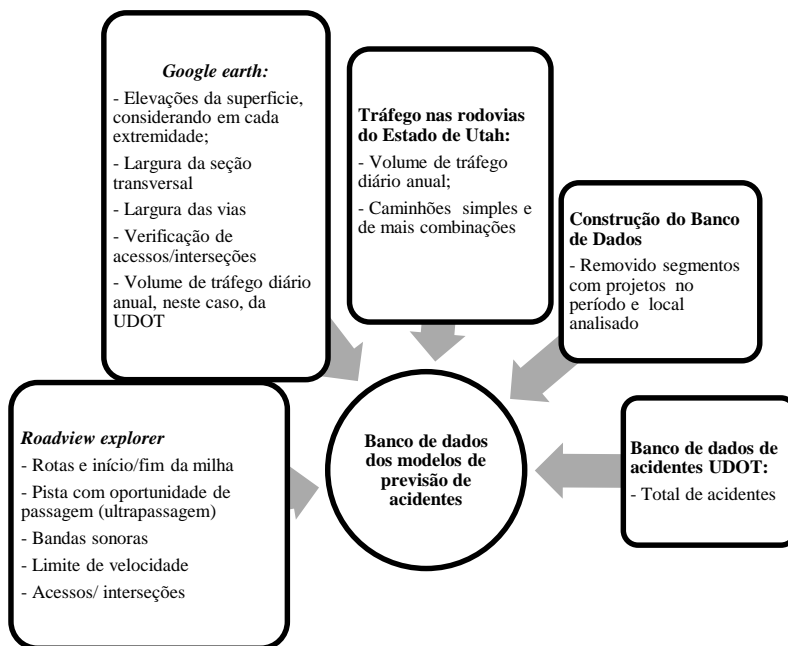 Google earth:
- Elevações da superficie,
considerando em cada
extremidade;
- Largura da seção
transversal
- Largura das vias
- Verificação de
acessos/interseções
- Volume de tráfego diário
anual, neste caso, da
UDOT
Tráfego nas rodovias
do Estado de Utah:
- Volume de tráfego
diário anual;
- Caminhões simples e
de mais combinações
Construção do Banco
de Dados
- Removido segmentos
com projetos no
período e local
analisado
Roadview explorer
- Rotas e início/fim da milha
- Pista com oportunidade de
passagem (ultrapassagem)
- Bandas sonoras
- Limite de velocidade
- Acessos/ interseções
Banco de dados
dos modelos de
previsão de
acidentes
Banco de dados de
acidentes UDOT:
- Total de acidentes